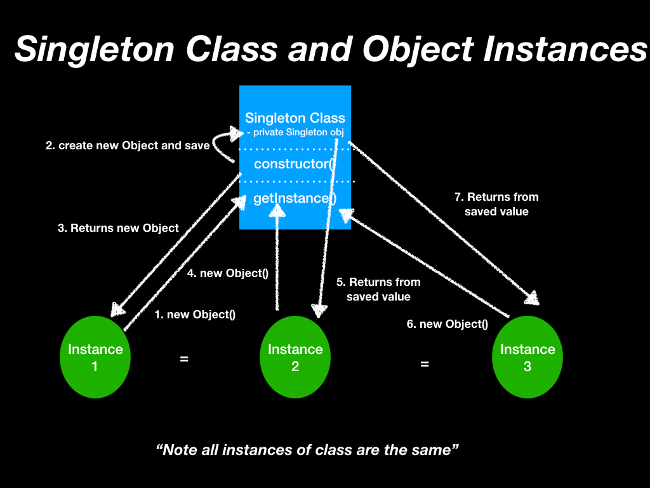 Singleton Class and Object Instances
Singleton Class
- private Singleton obj
2. create new Object and save
constructor()
getInstance()
7. Returns from
saved value
3. Returns new Object
4. new Object()
5. Returns from
saved value
1. new Object()
6. new Object()
Instance
1
=
Instance
2
=
Instance
3
“Note all instances of class are the same”